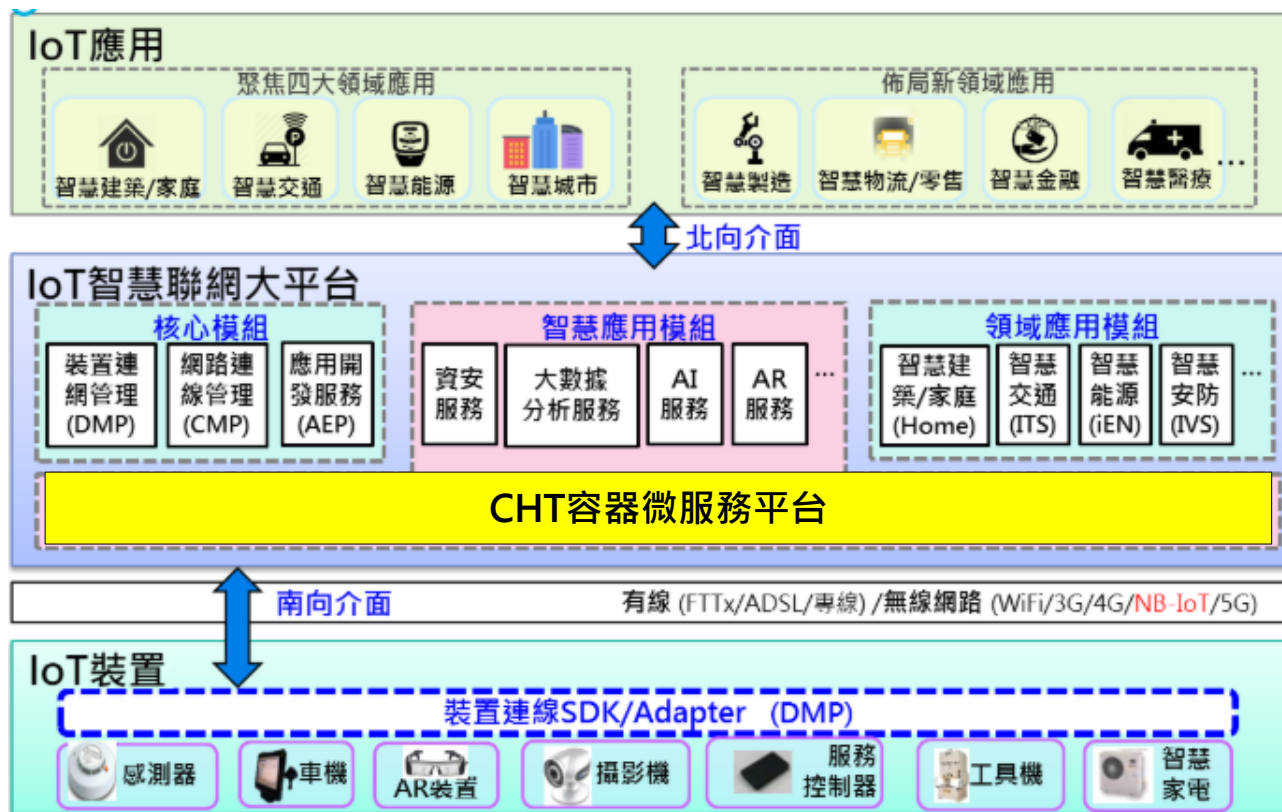 IoT應用
聚焦四大領域應用
佈局新領域應用
智慧建築/家庭
智慧交通
智慧能源
智慧城市
智慧製造
智慧物流/零售
智慧金融
智慧醫療
...
北向介面
IoT智慧聯網大平台
核心模組
裝置連
網管理
(DMP)
網路連
線管理
(CMP)
應用開
發服務
(AEP)
智慧應用模組
資安
服務
大數據
分析服務
AI
服務
AR
服務
...
領域應用模組
智慧建
築/家庭
(Home)
智慧
交通
(ITS)
智慧
能源
(iEN)
智慧
安防
(IVS)
...
CHT容器微服務平台
南向介面
有線 (FTTx/ADSL/專線) /無線網路 (WiFi/3G/4G/NB-IoT/5G)
IoT裝置
裝置連線SDK/Adapter (DMP)
感測器
車機
AR裝置
攝影機
服務
控制器
工具機
智慧
家電